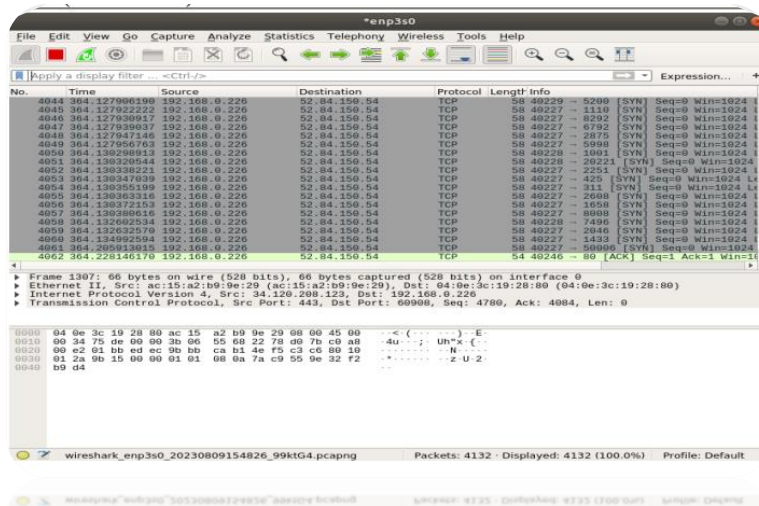 *enp3s0
File Edit View Go Capture Analyze Statistics Telephony Wireless Tools Help
Apply a display filter ... <Ctrl-/> Expression... +
No. Time Source Destination Protocol Length Info
4044 364.127906190 192.168.0.226 52.84.150.54 TCP 58 40229 → 5200 [SYN] Seq=0 Win=1024 L
4045 364.127922222 192.168.0.226 52.84.150.54 TCP 58 40227 → 1110 [SYN] Seq=0 Win=1024 L
4046 364.127930917 192.168.0.226 52.84.150.54 TCP 58 40227 → 8292 [SYN] Seq=0 Win=1024 L
4047 364.127939037 192.168.0.226 52.84.150.54 TCP 58 40227 → 6792 [SYN] Seq=0 Win=1024 L
4048 364.127947146 192.168.0.226 52.84.150.54 TCP 58 40227 → 2875 [SYN] Seq=0 Win=1024 L
4049 364.127956763 192.168.0.226 52.84.150.54 TCP 58 40227 → 5998 [SYN] Seq=0 Win=1024 L
4050 364.130298913 192.168.0.226 52.84.150.54 TCP 58 40228 → 1001 [SYN] Seq=0 Win=1024 L
4051 364.130320544 192.168.0.226 52.84.150.54 TCP 58 40228 → 20221 [SYN] Seq=0 Win=1024
4052 364.130338221 192.168.0.226 52.84.150.54 TCP 58 40227 → 2251 [SYN] Seq=0 Win=1024 L
4053 364.130347039 192.168.0.226 52.84.150.54 TCP 58 40227 → 425 [SYN] Seq=0 Win=1024 Le
4054 364.130355199 192.168.0.226 52.84.150.54 TCP 58 40227 → 311 [SYN] Seq=0 Win=1024 Le
4055 364.130363316 192.168.0.226 52.84.150.54 TCP 58 40227 → 2608 [SYN] Seq=0 Win=1024 L
4056 364.130372153 192.168.0.226 52.84.150.54 TCP 58 40227 → 1658 [SYN] Seq=0 Win=1024 L
4057 364.130380616 192.168.0.226 52.84.150.54 TCP 58 40227 → 8008 [SYN] Seq=0 Win=1024 L
4058 364.132602534 192.168.0.226 52.84.150.54 TCP 58 40228 → 7496 [SYN] Seq=0 Win=1024 L
4059 364.132632570 192.168.0.226 52.84.150.54 TCP 58 40227 → 2046 [SYN] Seq=0 Win=1024 L
4060 364.134992594 192.168.0.226 52.84.150.54 TCP 58 40227 → 1433 [SYN] Seq=0 Win=1024 L
4061 364.205913015 192.168.0.226 52.84.150.54 TCP 58 40227 → 50006 [SYN] Seq=0 Win=1024
4062 364.228146170 192.168.0.226 52.84.150.54 TCP 54 40246 → 80 [ACK] Seq=1 Ack=1 Win=10
Frame 1307: 66 bytes on wire (528 bits), 66 bytes captured (528 bits) on interface 0
Ethernet II, Src: ac:15:a2:b9:9e:29 (ac:15:a2:b9:9e:29), Dst: 04:0e:3c:19:28:80 (04:0e:3c:19:28:80)
Internet Protocol Version 4, Src: 34.120.208.123, Dst: 192.168.0.226
Transmission Control Protocol, Src Port: 443, Dst Port: 60908, Seq: 4780, Ack: 4084, Len: 0
0000 04 0e 3c 19 28 80 ac 15 a2 b9 9e 29 08 00 45 00 ··<·(··· ···)··E·
0010 00 34 75 de 00 00 3b 06 55 68 22 78 d0 7b c0 a8 ·4u···;· Uh"x·{··
0020 00 e2 01 bb ed ec 9b bb ca b1 4e f5 c3 c6 80 10 ········ ··N·····
0030 01 2a 9b 15 00 00 01 01 08 0a 7a c9 55 9e 32 f2 ·*······ ··z·U·2·
0040 b9 d4 ··
wireshark_enp3s0_20230809154826_99ktG4.pcapng Packets: 4132 · Displayed: 4132 (100.0%) Profile: Default